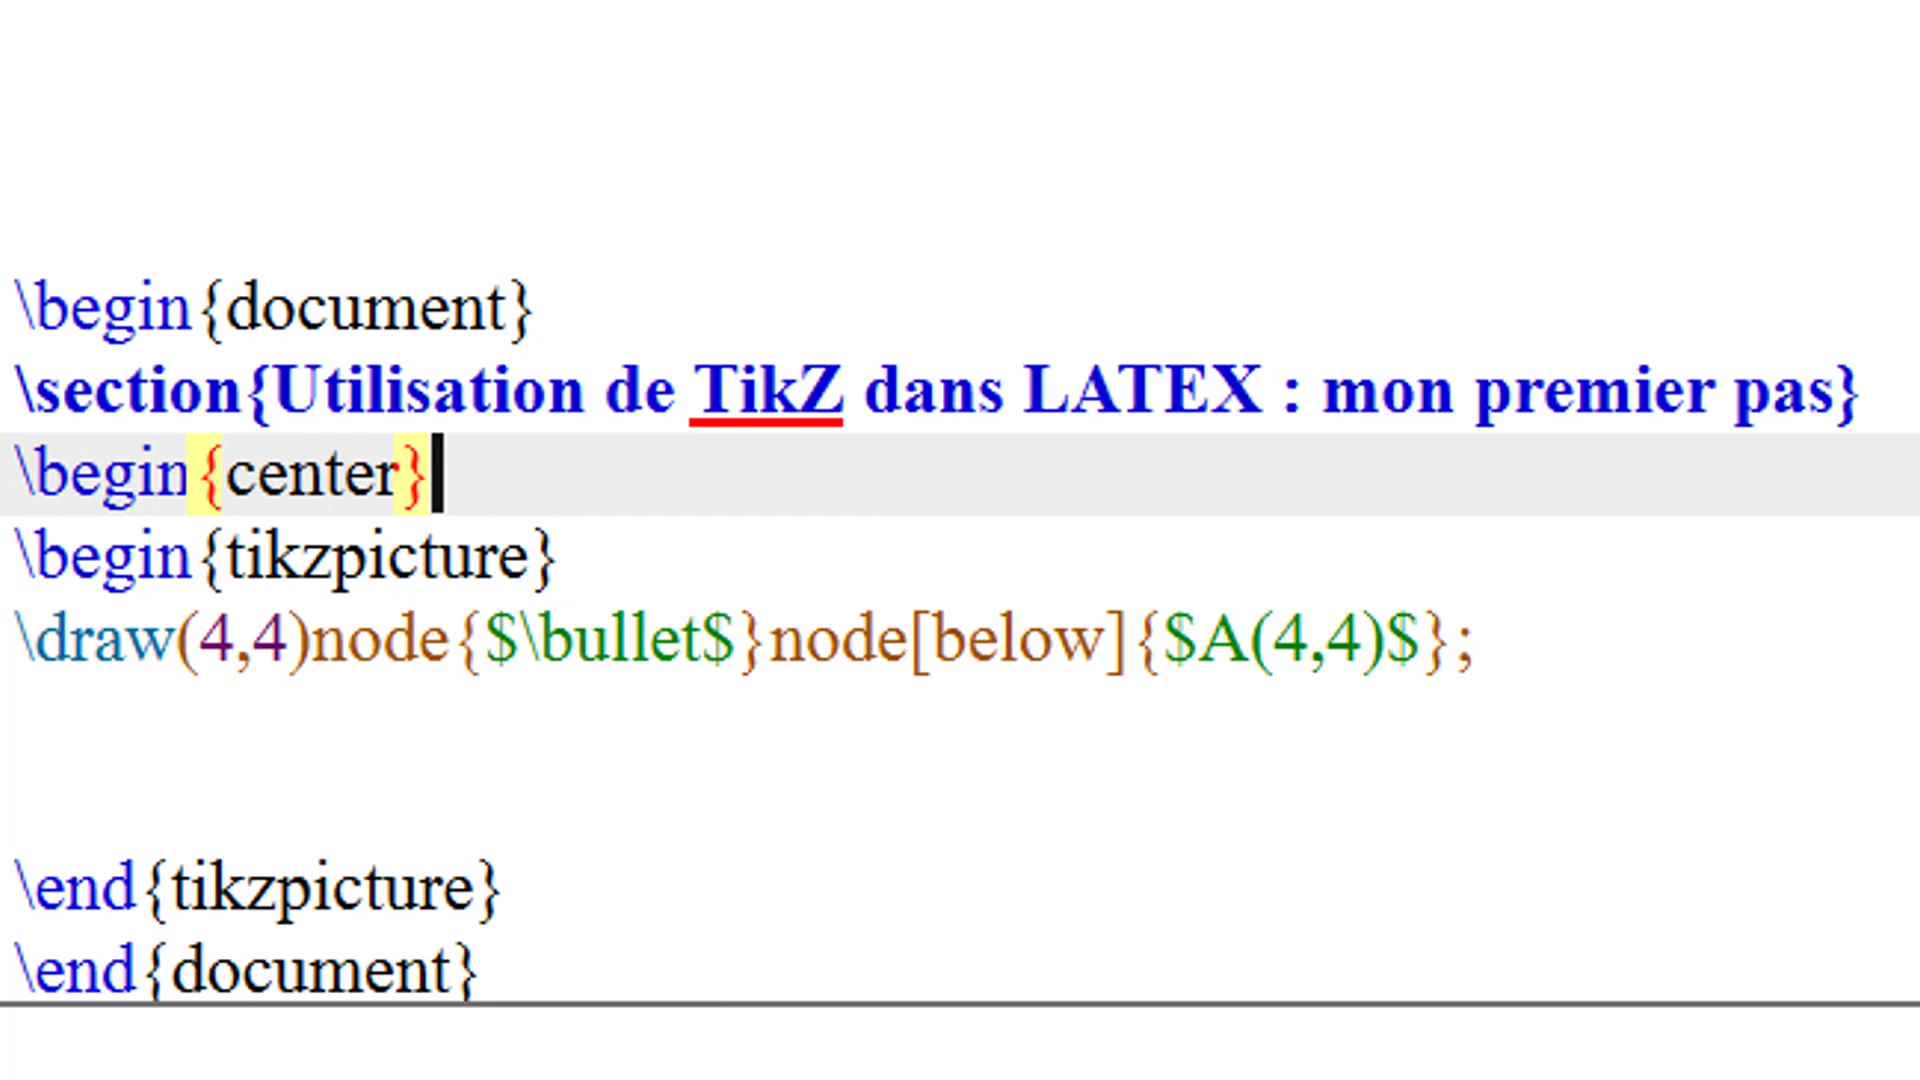 \begin{document}
\section{Utilisation de TikZ dans LATEX : mon premier pas}
\begin{center}
\begin{tikzpicture}
\draw(4,4)node{$\bullet$}node[below]{$A(4,4)$};
\end{tikzpicture}
\end{document}